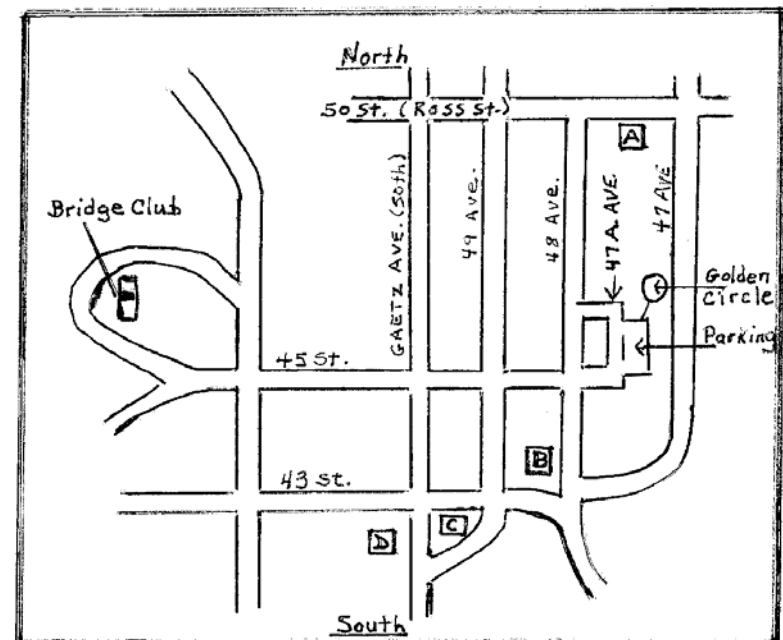 North
50 St. (Ross St.)
A
GAETZ AVE. (50th)
49 Ave.
48 Ave.
47A. AVE.
47 AVE
Bridge Club
Golden
Circle
Parking
45 St.
B
43 St.
C
D
South